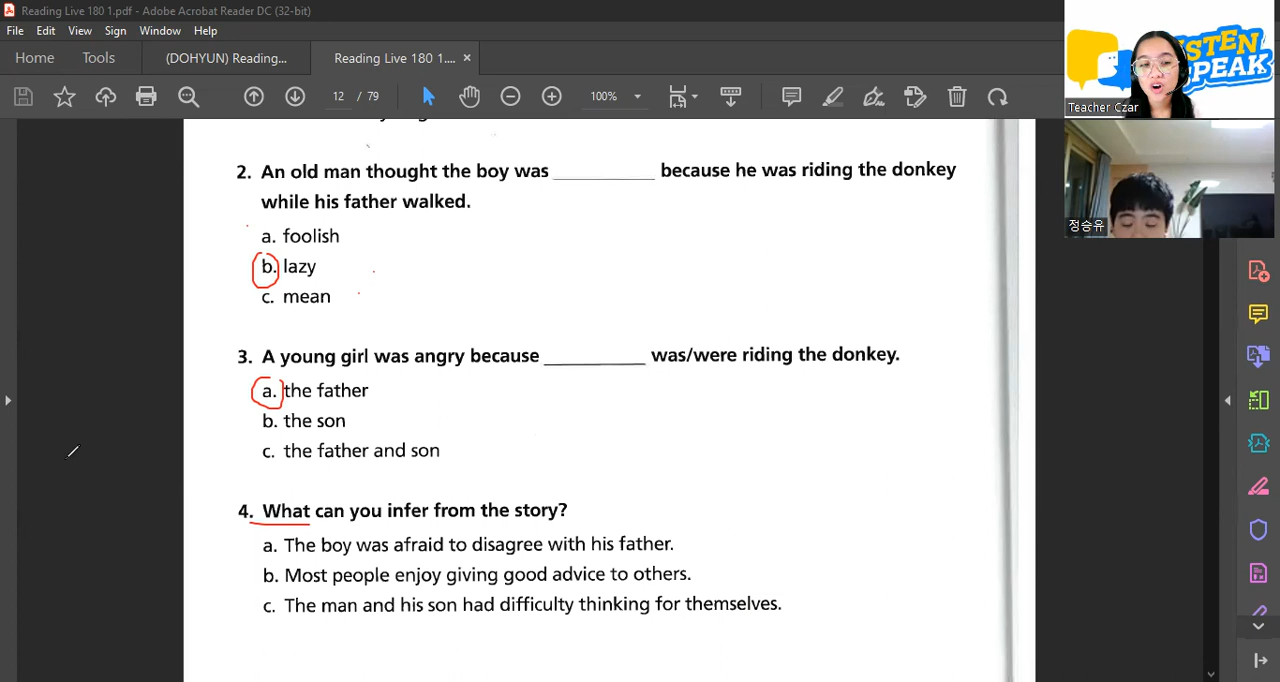 Reading Live 180 1.pdf - Adobe Acrobat Reader DC (32-bit)
File Edit View Sign Window Help
Home Tools (DOHYUN) Reading... Reading Live 180 1.... ×
12 / 79 100%
LISTEN
SPEAK
Teacher Czar
정승유
2. An old man thought the boy was __________ because he was riding the donkey
while his father walked.
a. foolish
b. lazy
c. mean
3. A young girl was angry because __________ was/were riding the donkey.
a. the father
b. the son
c. the father and son
4. What can you infer from the story?
a. The boy was afraid to disagree with his father.
b. Most people enjoy giving good advice to others.
c. The man and his son had difficulty thinking for themselves.